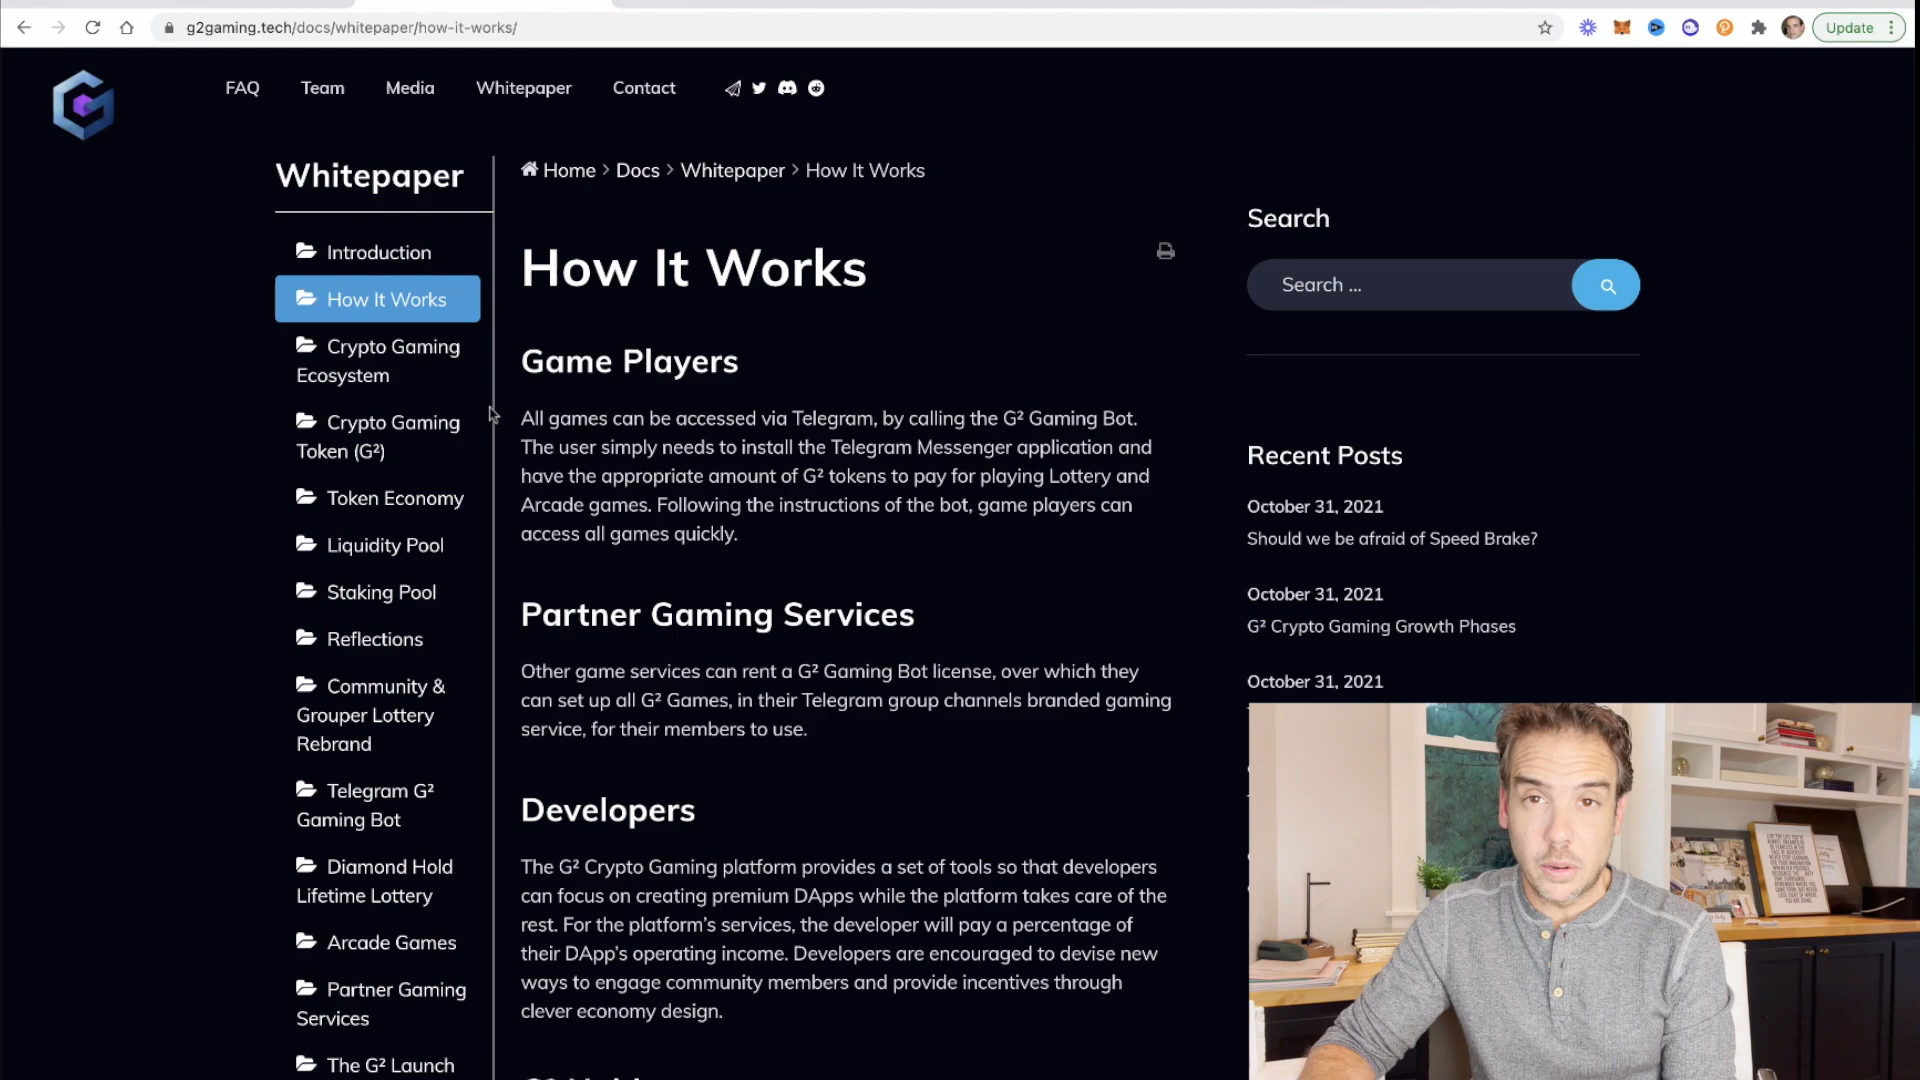 g2gaming.tech/docs/whitepaper/how-it-works/
Update
FAQ
Team
Media
Whitepaper
Contact
Whitepaper
Introduction
How It Works
Crypto Gaming
Ecosystem
Crypto Gaming
Token (G²)
Token Economy
Liquidity Pool
Staking Pool
Reflections
Community &
Grouper Lottery
Rebrand
Telegram G²
Gaming Bot
Diamond Hold
Lifetime Lottery
Arcade Games
Partner Gaming
Services
The G² Launch
Home > Docs > Whitepaper > How It Works
How It Works
Game Players
All games can be accessed via Telegram, by calling the G² Gaming Bot.
The user simply needs to install the Telegram Messenger application and
have the appropriate amount of G² tokens to pay for playing Lottery and
Arcade games. Following the instructions of the bot, game players can
access all games quickly.
Partner Gaming Services
Other game services can rent a G² Gaming Bot license, over which they
can set up all G² Games, in their Telegram group channels branded gaming
service, for their members to use.
Developers
The G² Crypto Gaming platform provides a set of tools so that developers
can focus on creating premium DApps while the platform takes care of the
rest. For the platform's services, the developer will pay a percentage of
their DApp's operating income. Developers are encouraged to devise new
ways to engage community members and provide incentives through
clever economy design.
Search
Search ...
Recent Posts
October 31, 2021
Should we be afraid of Speed Brake?
October 31, 2021
G² Crypto Gaming Growth Phases
October 31, 2021